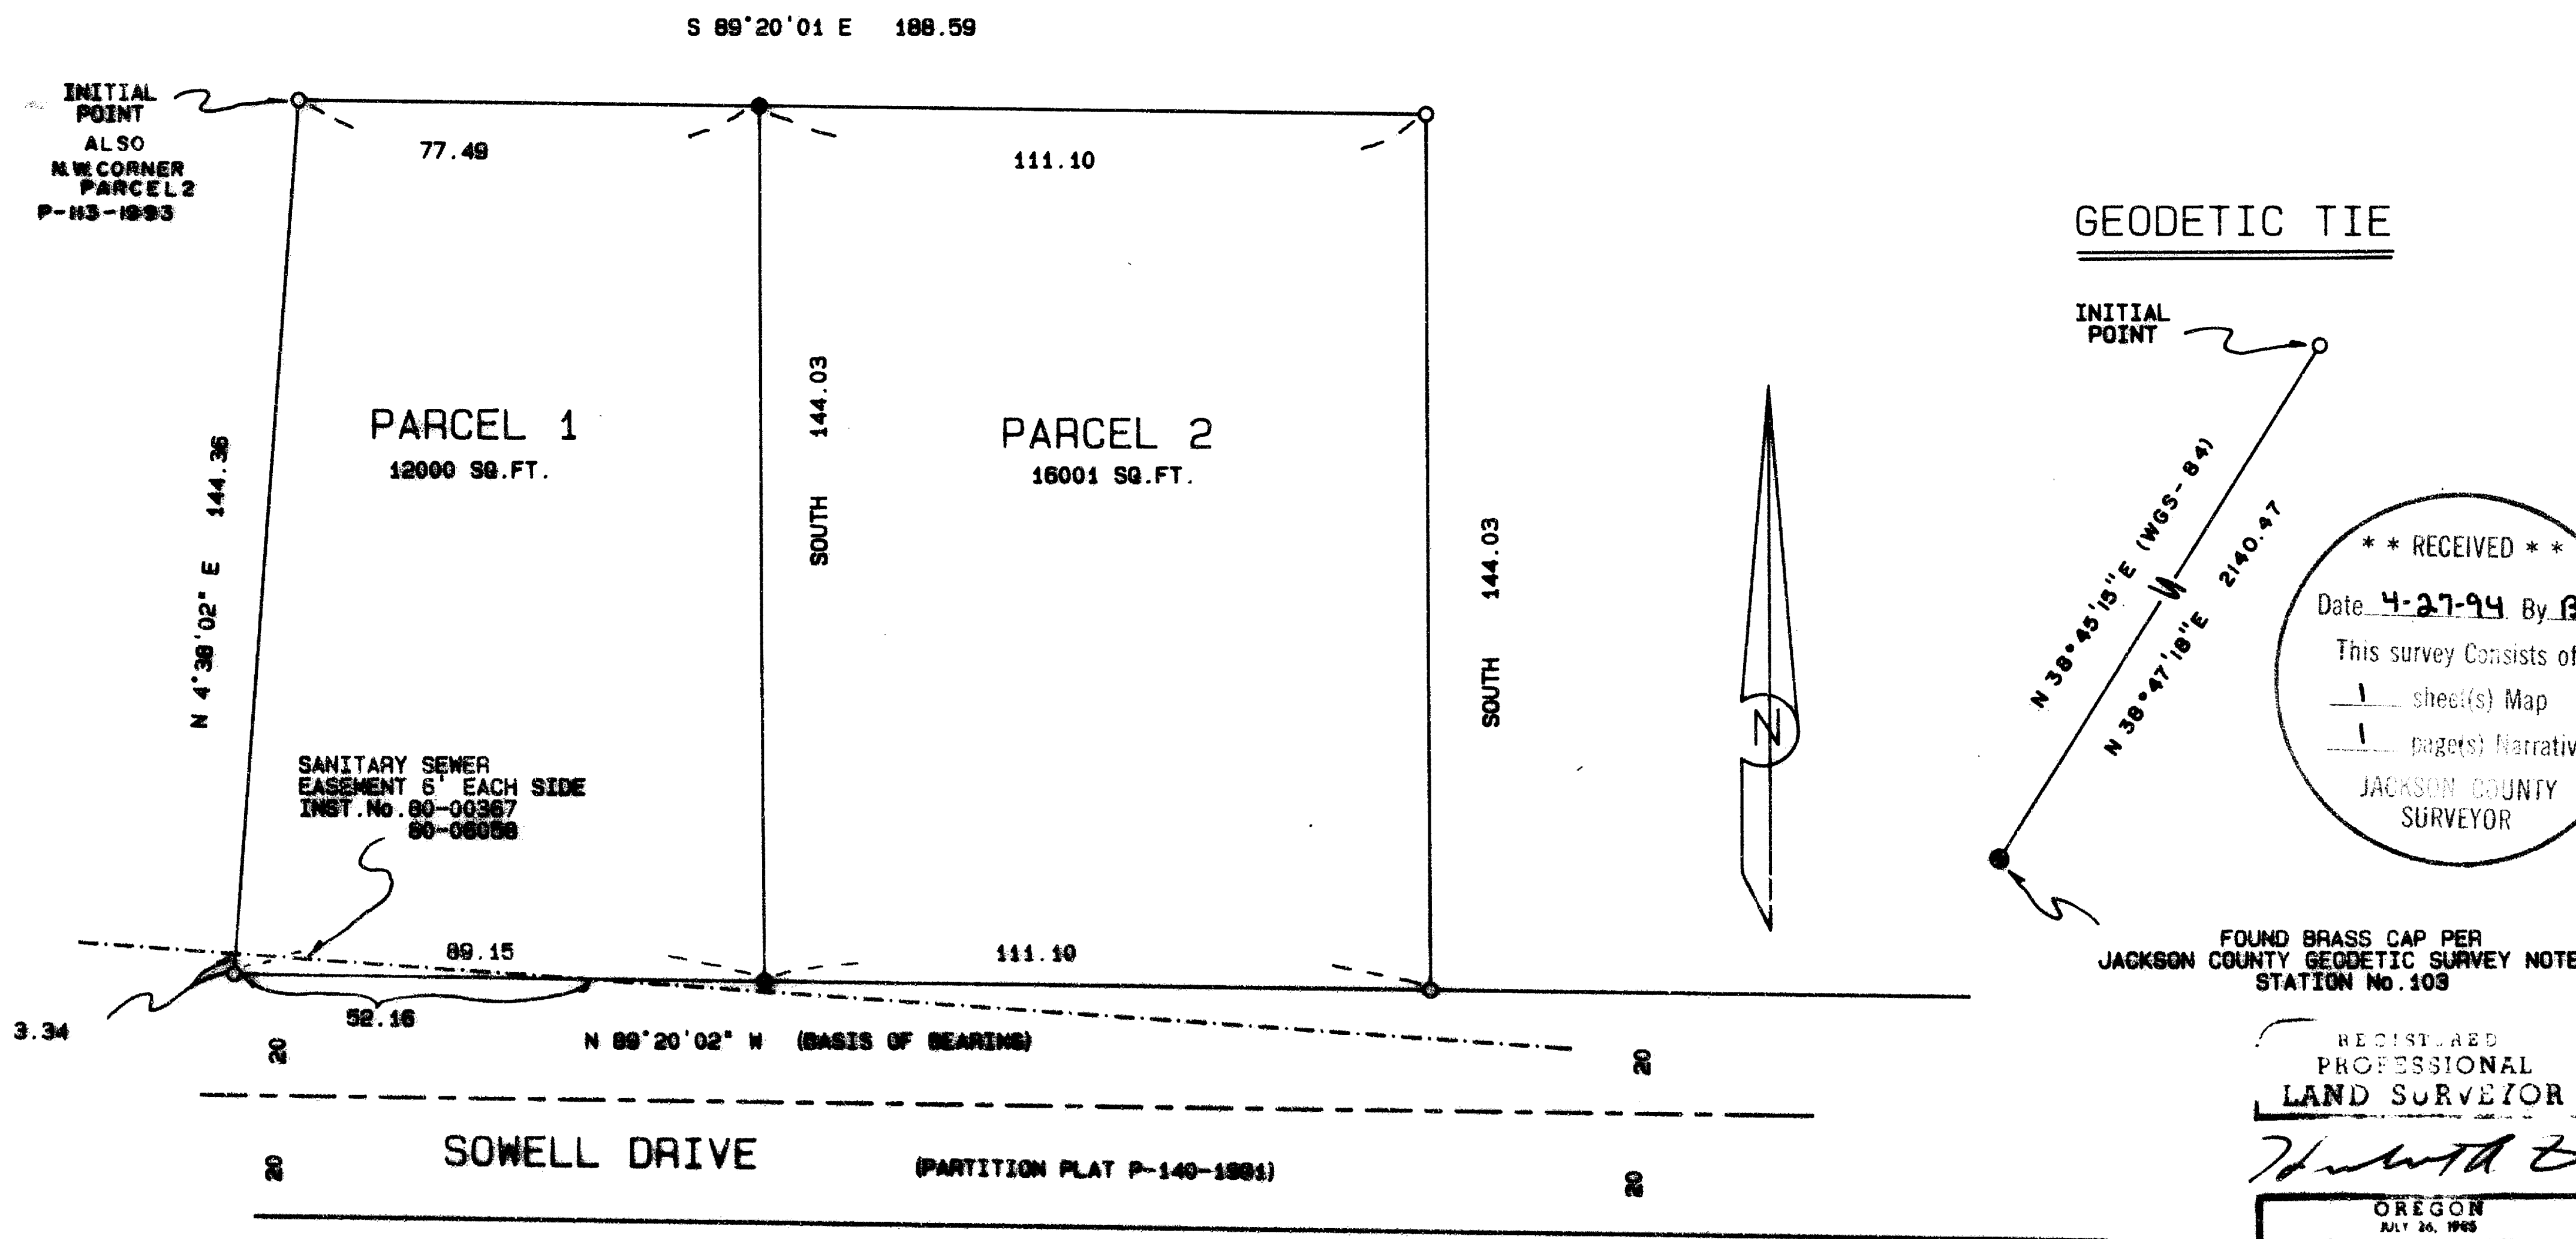 S 89°20'01 E 188.59
INITIAL
POINT
ALSO
N.W. CORNER
PARCEL 2
P-113-1993
77.49
111.10
GEODETIC TIE
INITIAL
POINT
N 4°38'02" E 144.36
PARCEL 1
12000 SQ.FT.
SOUTH 144.03
PARCEL 2
16001 SQ.FT.
SOUTH 144.03
N
N 38°45'15"E (WGS-84)
N 38°47'18"E 2140.47
* * RECEIVED * *
Date 4-27-94 By
This survey Consists of
1 sheet(s) Map
1 page(s) Narrativ
JACKSON COUNTY
SURVEYOR
SANITARY SEWER
EASEMENT 6' EACH SIDE
INST.No.80-00367
80-06058
89.15
111.10
3.34
52.16
N 89°20'02" W (BASIS OF BEARING)
20
20
FOUND BRASS CAP PER
JACKSON COUNTY GEODETIC SURVEY NOTE
STATION No.103
SOWELL DRIVE
(PARTITION PLAT P-140-1991)
20
20
REGISTERED
PROFESSIONAL
LAND SURVEYOR
OREGON
JULY 26, 1985